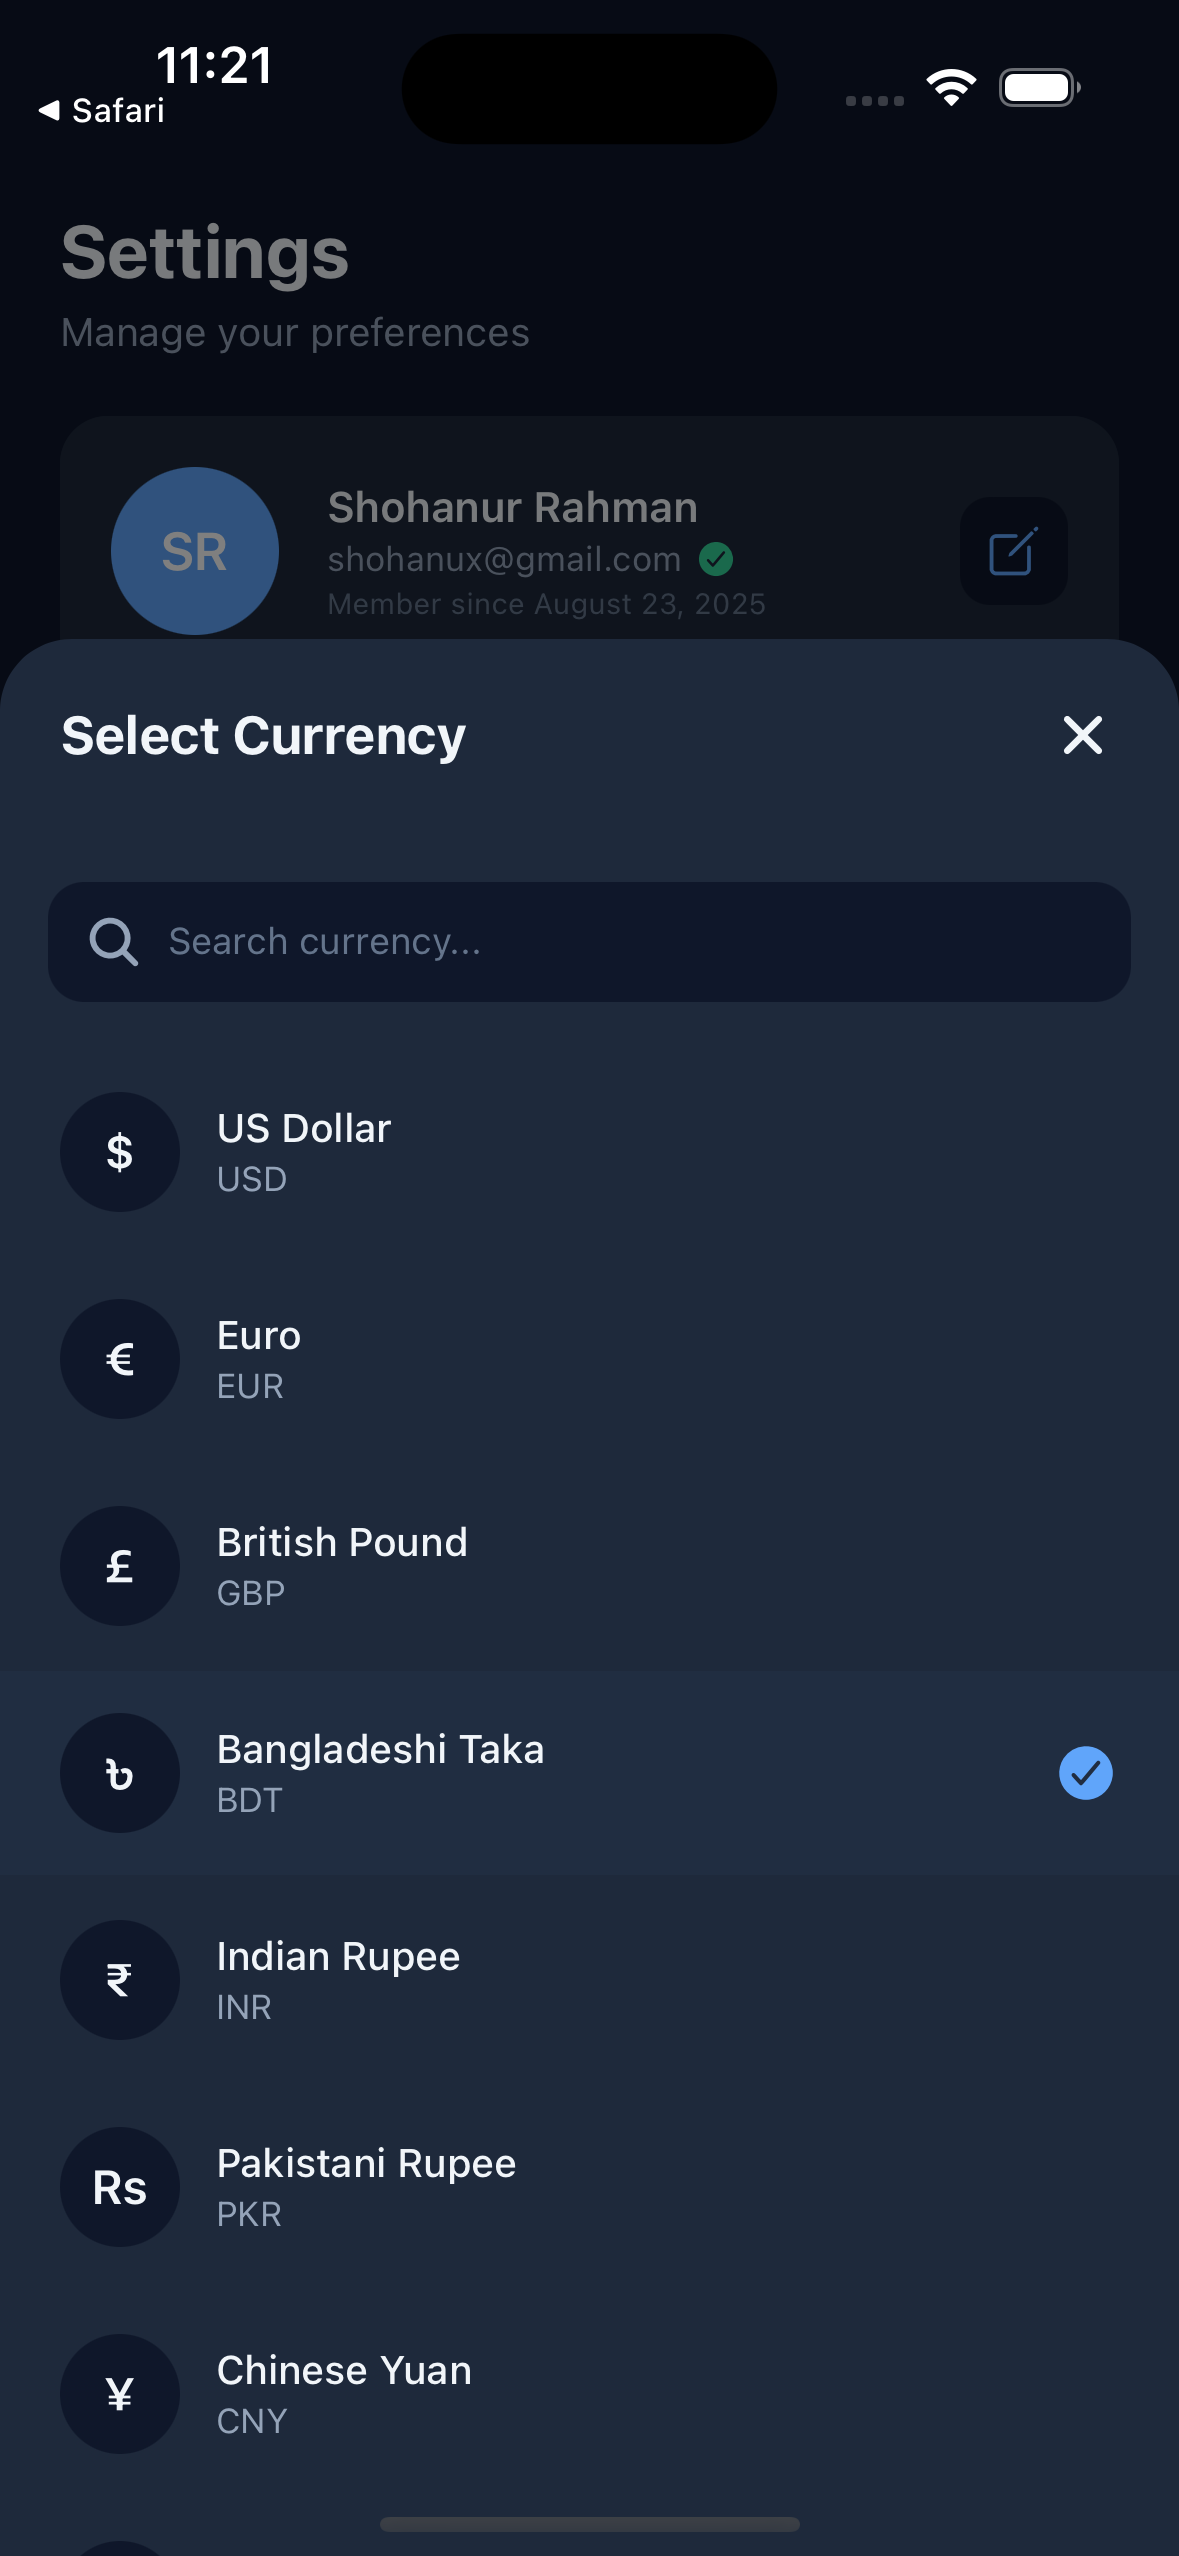 11:21
Safari
Settings
Manage your preferences
SR
Shohanur Rahman
shohanux@gmail.com
Member since August 23, 2025
Select Currency
Search currency...
$
US Dollar
USD
€
Euro
EUR
£
British Pound
GBP
৳
Bangladeshi Taka
BDT
₹
Indian Rupee
INR
Rs
Pakistani Rupee
PKR
¥
Chinese Yuan
CNY